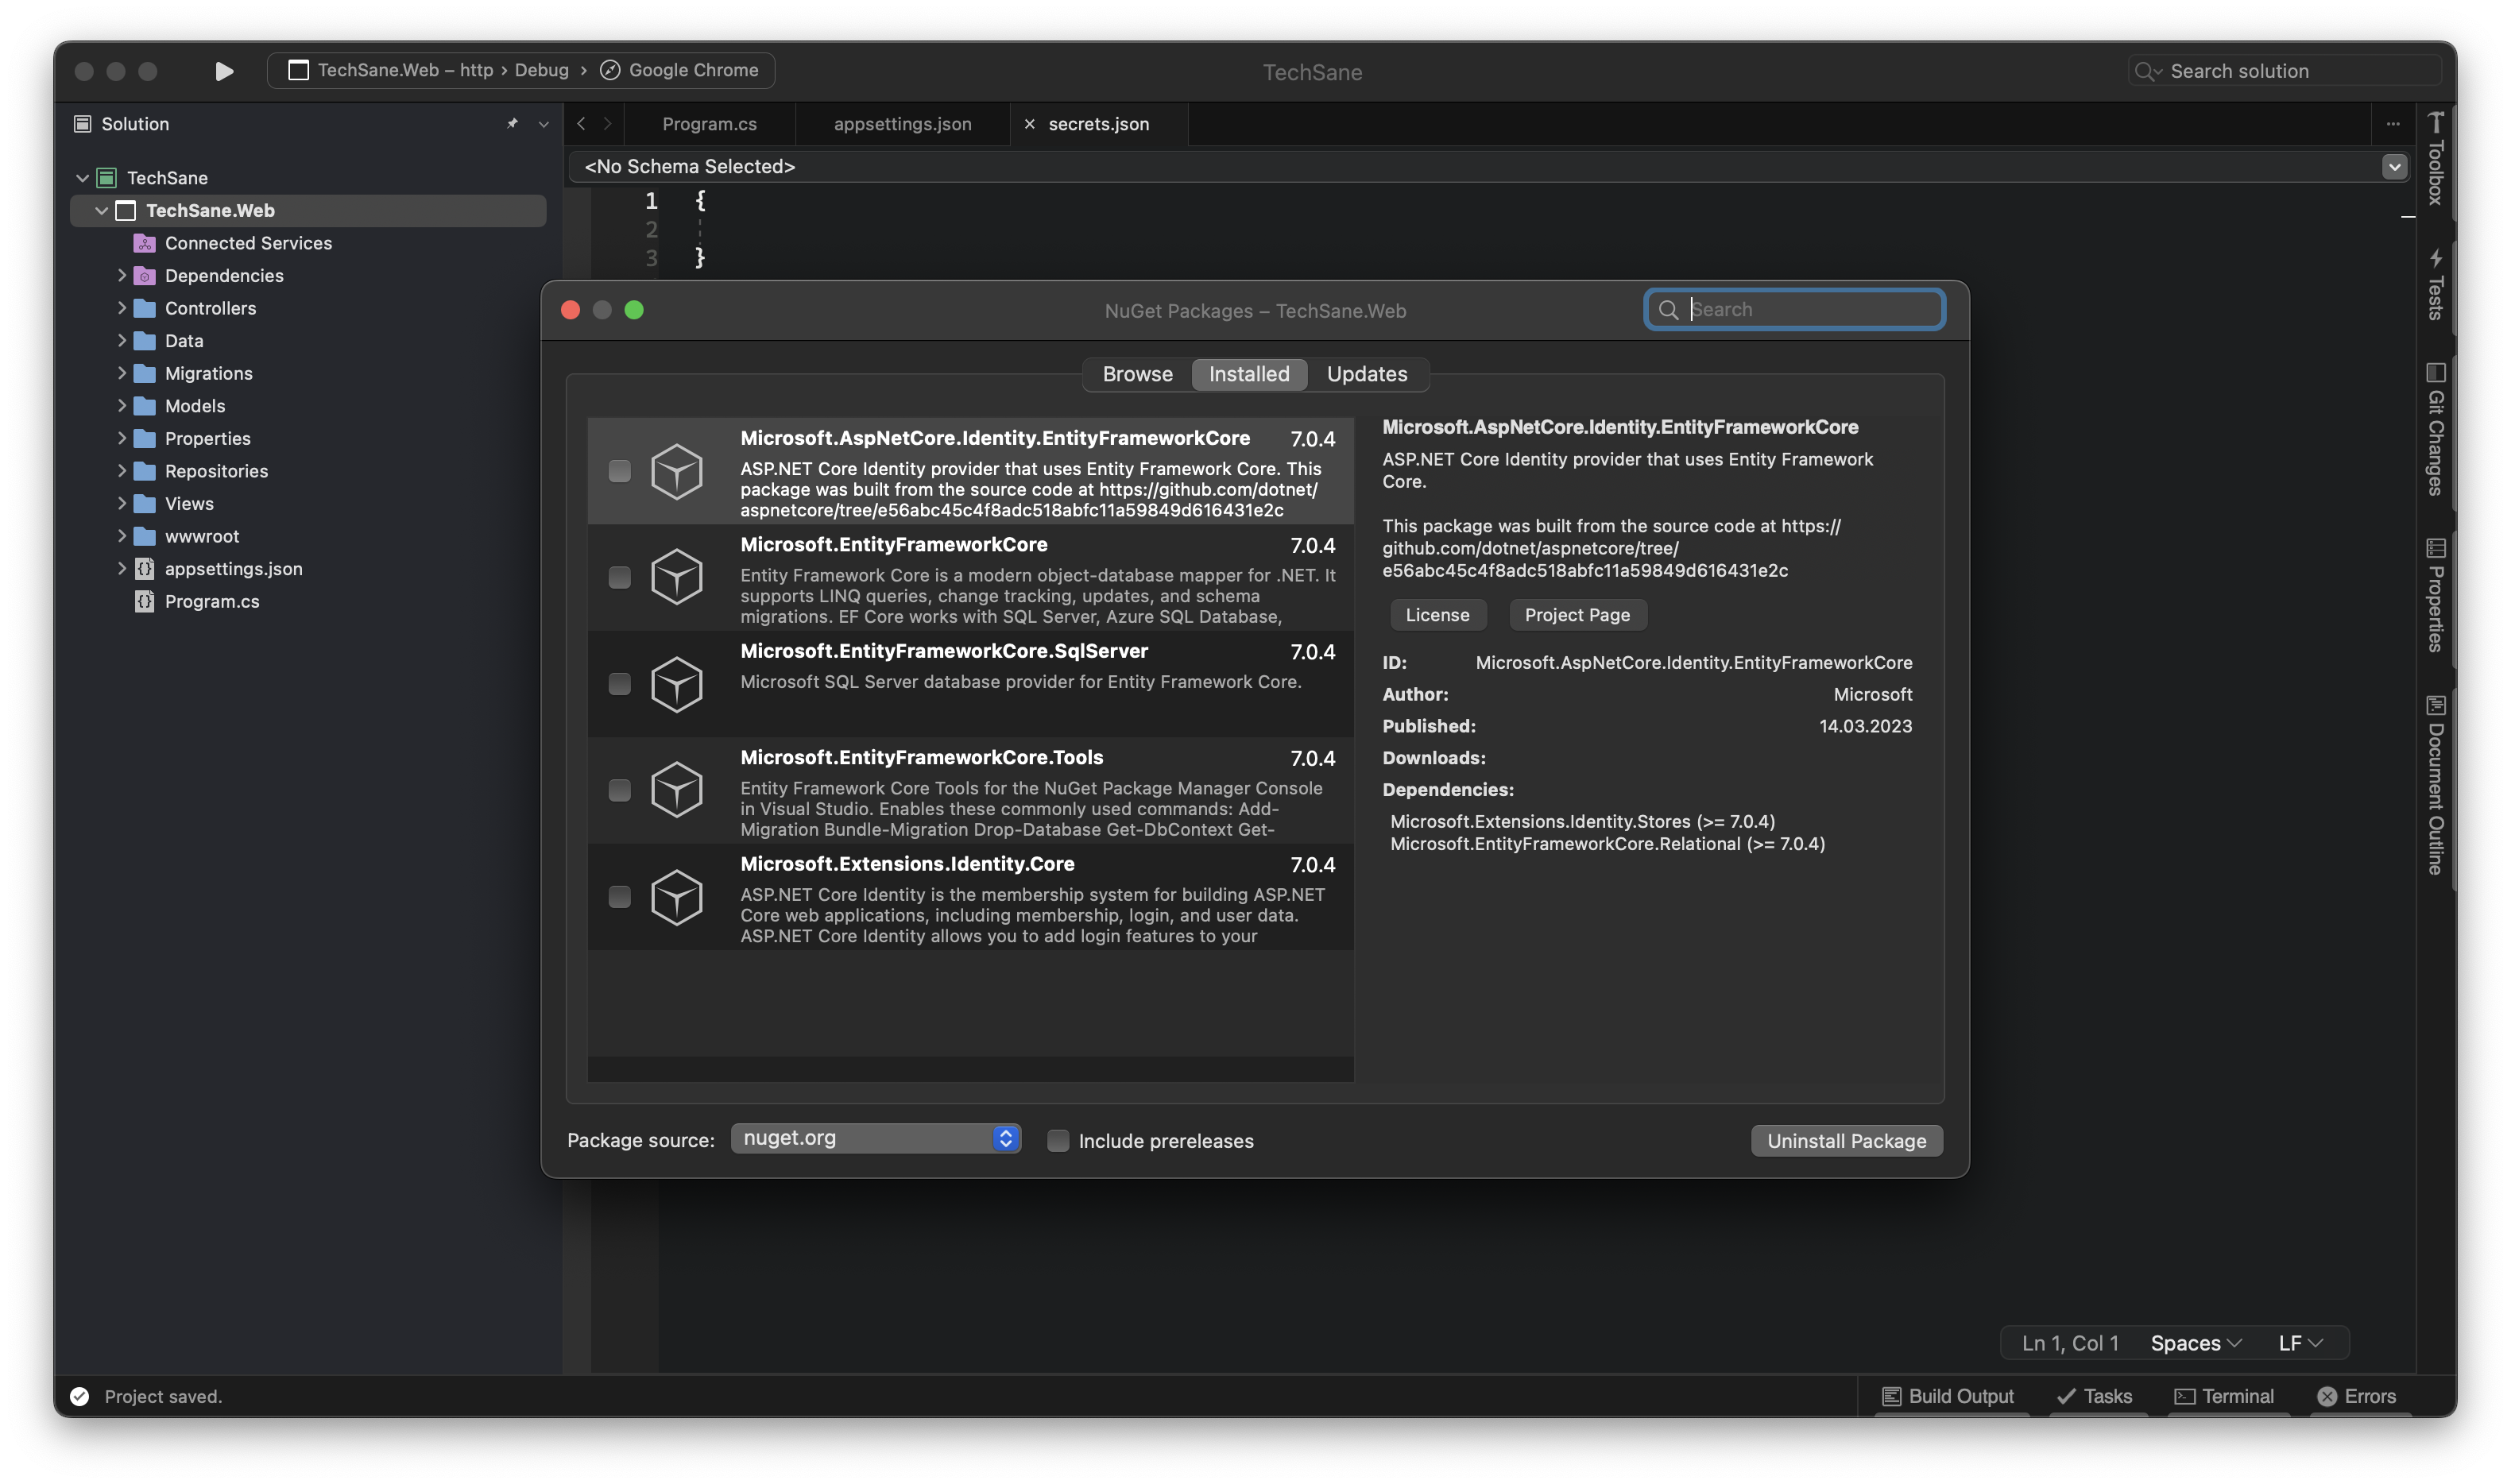 TechSane.Web – http › Debug › Google Chrome
TechSane
Search solution
Solution
Program.cs
appsettings.json
× secrets.json
<No Schema Selected>
TechSane
TechSane.Web
Connected Services
Dependencies
Controllers
Data
Migrations
Models
Properties
Repositories
Views
wwwroot
appsettings.json
Program.cs
1 {
2
3 }
NuGet Packages – TechSane.Web
Search
Browse
Installed
Updates
Microsoft.AspNetCore.Identity.EntityFrameworkCore 7.0.4
ASP.NET Core Identity provider that uses Entity Framework Core. This
package was built from the source code at https://github.com/dotnet/
aspnetcore/tree/e56abc45c4f8adc518abfc11a59849d616431e2c
Microsoft.EntityFrameworkCore 7.0.4
Entity Framework Core is a modern object-database mapper for .NET. It
supports LINQ queries, change tracking, updates, and schema
migrations. EF Core works with SQL Server, Azure SQL Database,
Microsoft.EntityFrameworkCore.SqlServer 7.0.4
Microsoft SQL Server database provider for Entity Framework Core.
Microsoft.EntityFrameworkCore.Tools 7.0.4
Entity Framework Core Tools for the NuGet Package Manager Console
in Visual Studio. Enables these commonly used commands: Add-
Migration Bundle-Migration Drop-Database Get-DbContext Get-
Microsoft.Extensions.Identity.Core 7.0.4
ASP.NET Core Identity is the membership system for building ASP.NET
Core web applications, including membership, login, and user data.
ASP.NET Core Identity allows you to add login features to your
Microsoft.AspNetCore.Identity.EntityFrameworkCore
ASP.NET Core Identity provider that uses Entity Framework
Core.
This package was built from the source code at https://
github.com/dotnet/aspnetcore/tree/
e56abc45c4f8adc518abfc11a59849d616431e2c
License
Project Page
ID: Microsoft.AspNetCore.Identity.EntityFrameworkCore
Author: Microsoft
Published: 14.03.2023
Downloads:
Dependencies:
Microsoft.Extensions.Identity.Stores (>= 7.0.4)
Microsoft.EntityFrameworkCore.Relational (>= 7.0.4)
Package source: nuget.org
Include prereleases
Uninstall Package
Toolbox
Tests
Git Changes
Properties
Document Outline
Ln 1, Col 1
Spaces
LF
Project saved.
Build Output
Tasks
Terminal
Errors